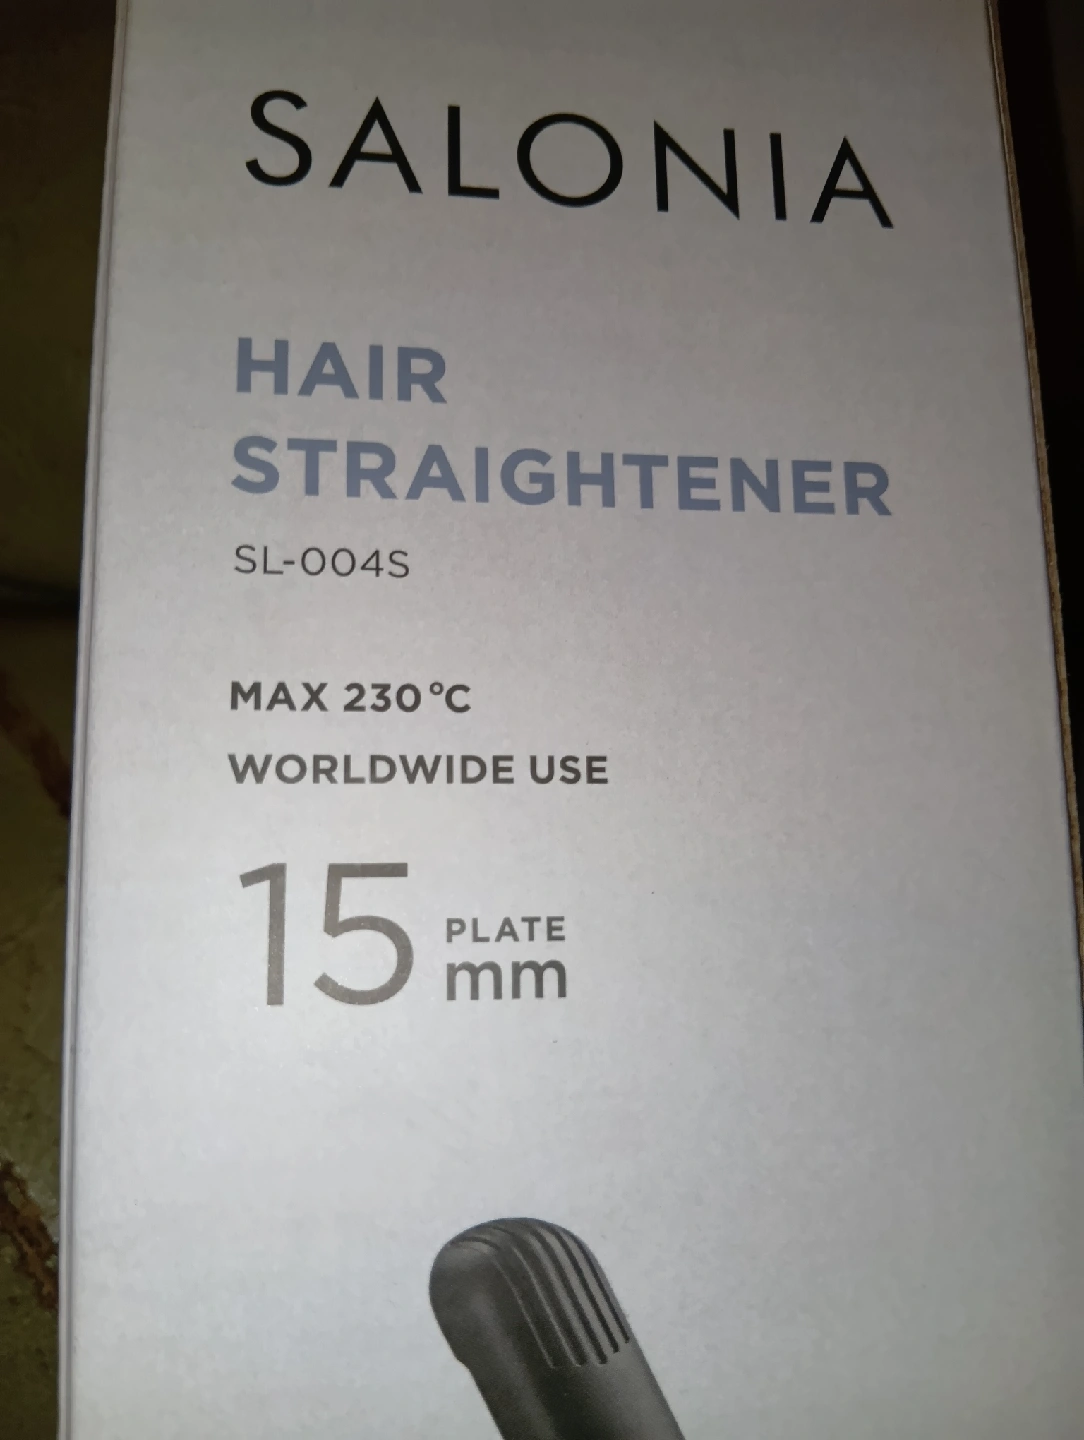 SALONIA
HAIR
STRAIGHTENER
SL-004S
MAX 230°C
WORLDWIDE USE
15 PLATE
mm